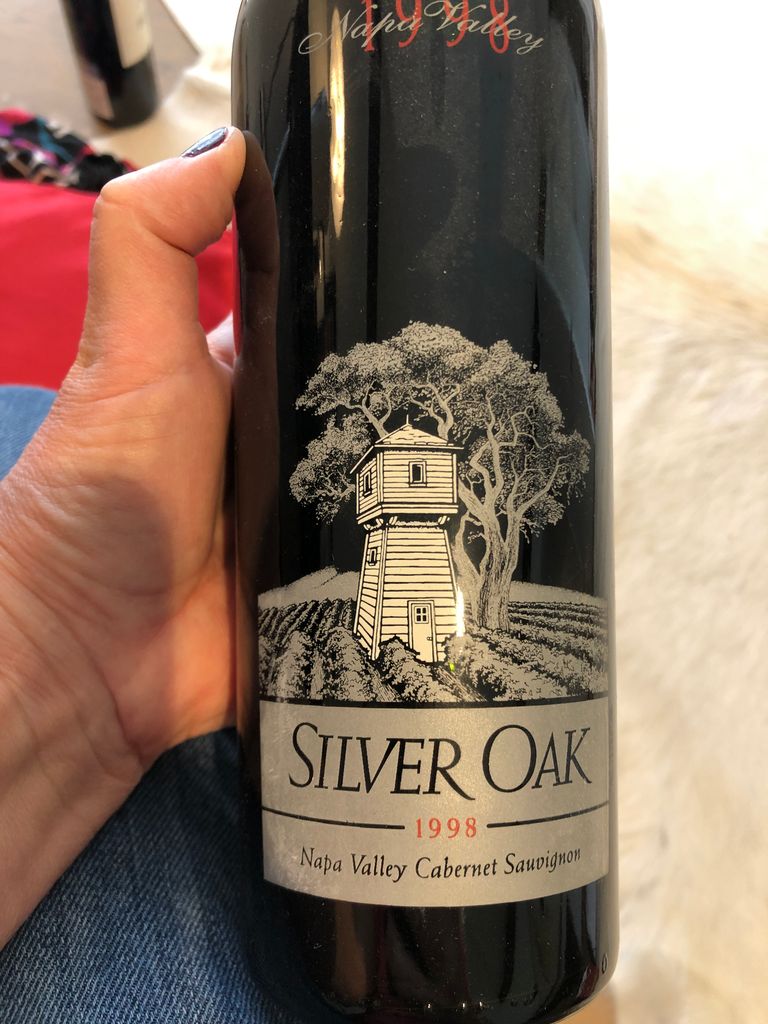 1998
Napa Valley
SILVER OAK
1998
Napa Valley Cabernet Sauvignon